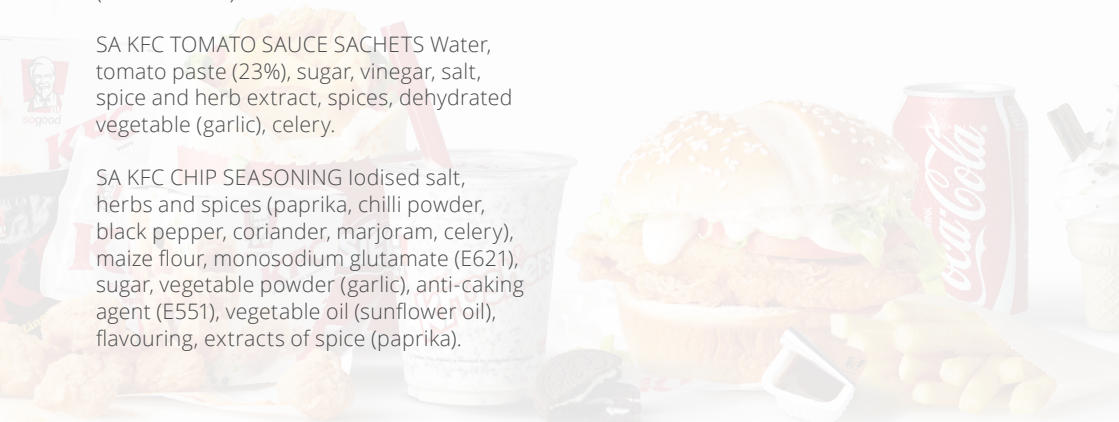 SA KFC TOMATO SAUCE SACHETS Water,
tomato paste (23%), sugar, vinegar, salt,
spice and herb extract, spices, dehydrated
vegetable (garlic), celery.
SA KFC CHIP SEASONING Iodised salt,
herbs and spices (paprika, chilli powder,
black pepper, coriander, marjoram, celery),
maize flour, monosodium glutamate (E621),
sugar, vegetable powder (garlic), anti-caking
agent (E551), vegetable oil (sunflower oil),
flavouring, extracts of spice (paprika).
sogood
Coca-Cola